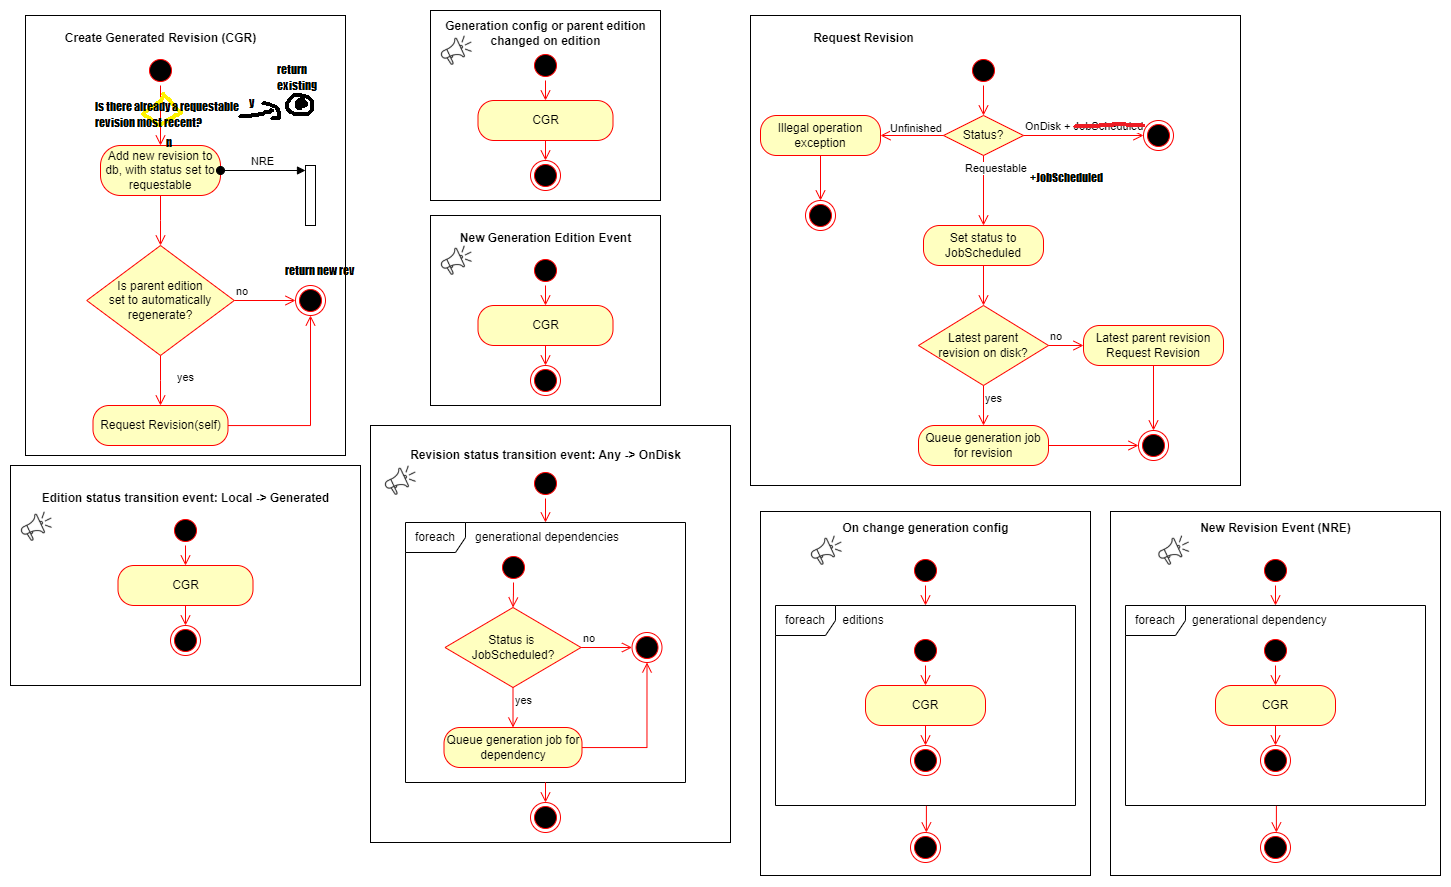 Create Generated Revision (CGR)
return
existing
Is there already a requestable
revision most recent?
y
n
Add new revision to
db, with status set to
requestable
NRE
Is parent edition
set to automatically
regenerate?
no
return new rev
yes
Request Revision(self)
Generation config or parent edition
changed on edition
CGR
New Generation Edition Event
CGR
Request Revision
Status?
Unfinished
Illegal operation
exception
OnDisk + JobScheduled
Requestable
+JobScheduled
Set status to
JobScheduled
Latest parent
revision on disk?
no
Latest parent revision
Request Revision
yes
Queue generation job
for revision
Edition status transition event: Local -> Generated
CGR
Revision status transition event: Any -> OnDisk
foreach
generational dependencies
Status is
JobScheduled?
no
yes
Queue generation job for
dependency
On change generation config
foreach
editions
CGR
New Revision Event (NRE)
foreach
generational dependency
CGR